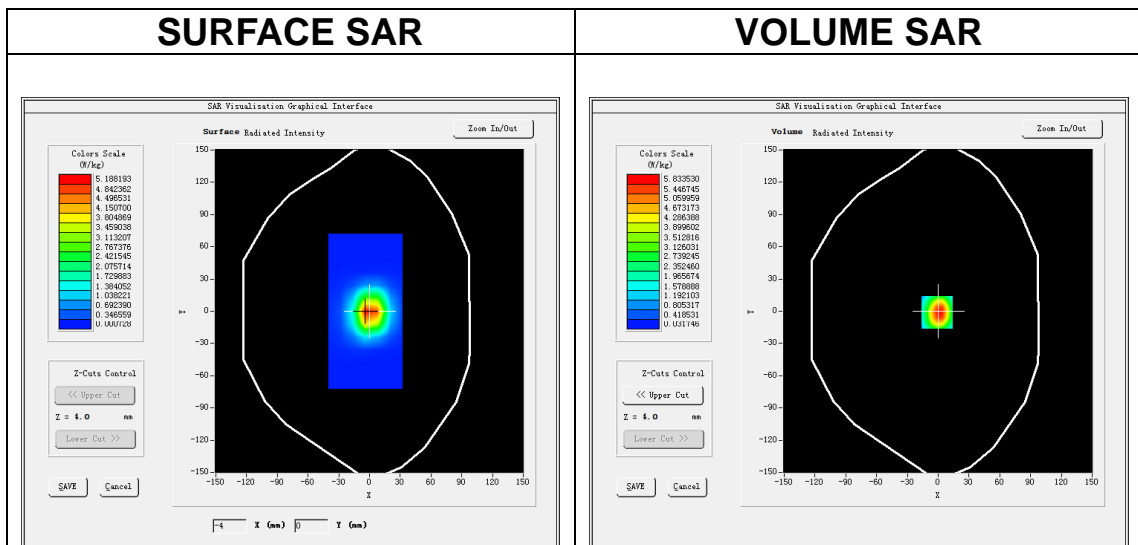 SURFACE SAR
VOLUME SAR
SAR Visualisation Graphical Interface
Surface Radiated Intensity
Zoom In/Out
Colors Scale
(W/kg)
5.188193
4.842362
4.496531
4.150700
3.804869
3.459038
3.113207
2.767376
2.421545
2.075714
1.729883
1.384052
1.038221
0.692390
0.346559
0.000728
Z-Cuts Control
<< Upper Cut
Z = 4.0 mm
Lower Cut >>
SAVE
Cancel
150
120
90
60
30
0
-30
-60
-90
-120
-150
Y
-150 -120 -90 -60 -30 0 30 60 90 120 150
X
-4 X (mm) 0 Y (mm)
SAR Visualisation Graphical Interface
Volume Radiated Intensity
Zoom In/Out
Colors Scale
(W/kg)
5.833530
5.446745
5.059959
4.673173
4.286388
3.899602
3.512816
3.126031
2.739245
2.352460
1.965674
1.578888
1.192103
0.805317
0.418531
0.031746
Z-Cuts Control
<< Upper Cut
Z = 4.0 mm
Lower Cut >>
SAVE
Cancel
150
120
90
60
30
0
-30
-60
-90
-120
-150
Y
-150 -120 -90 -60 -30 0 30 60 90 120 150
X